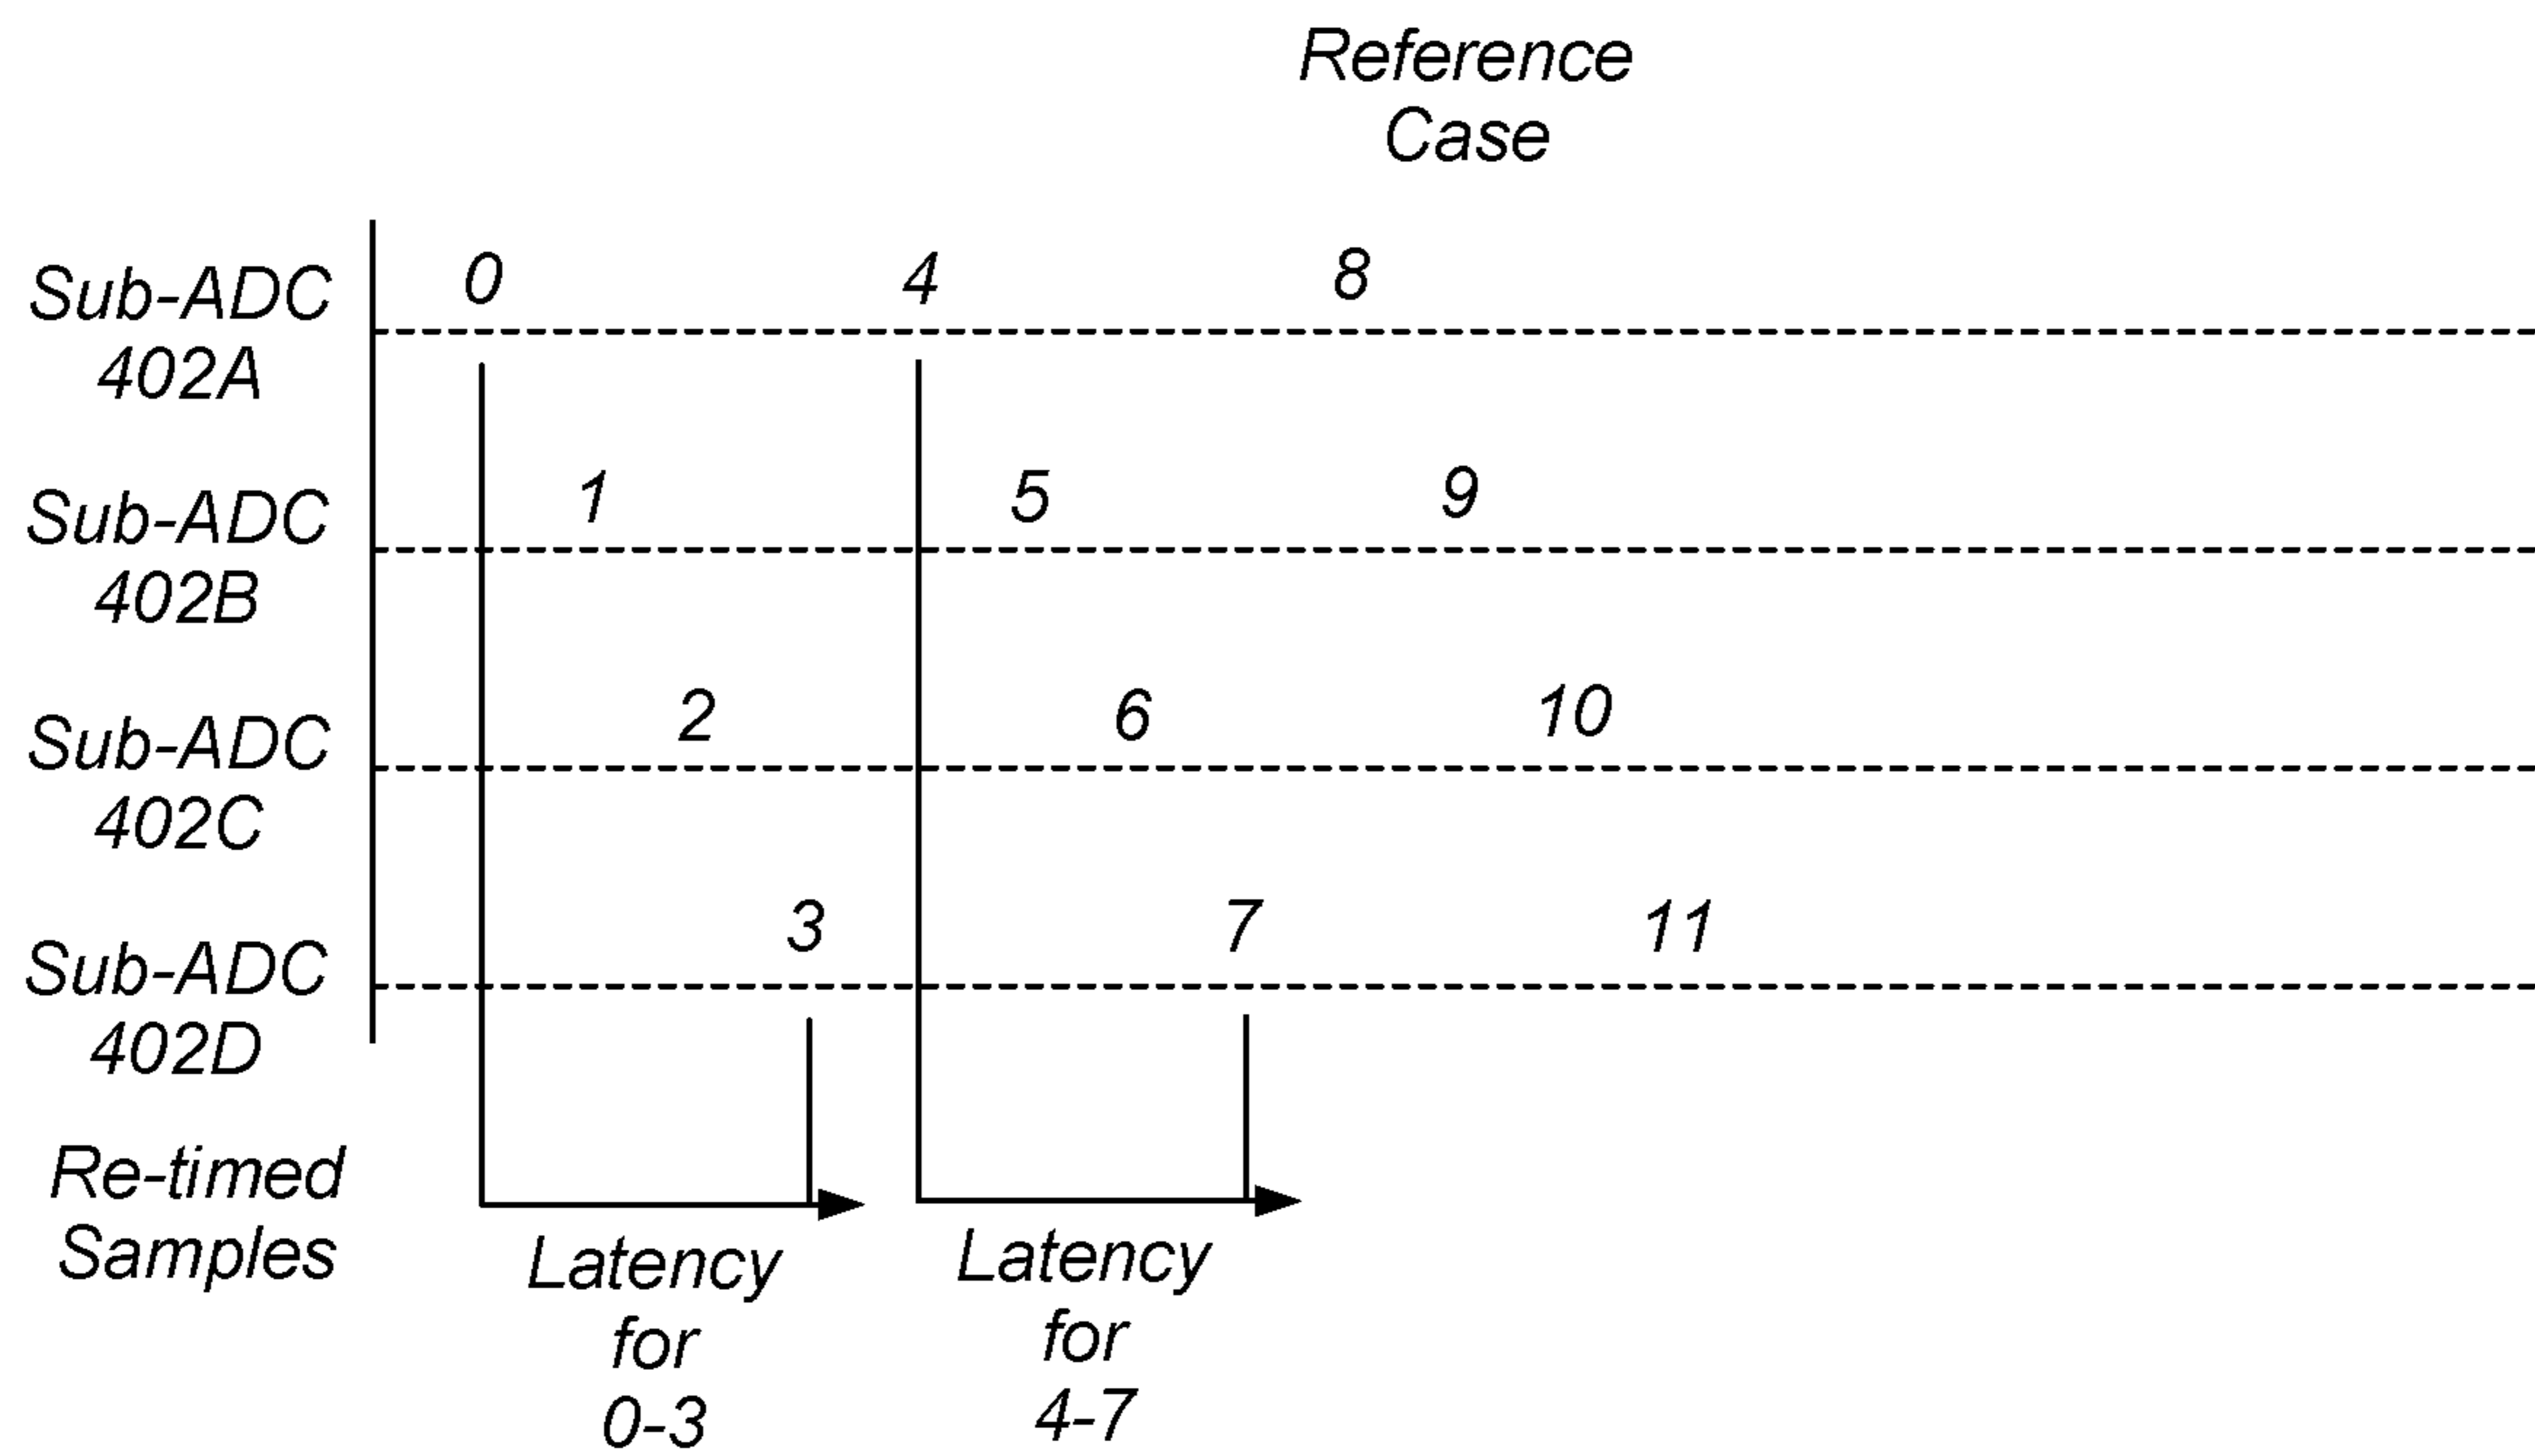 Reference
Case
Sub-ADC
402A
0
4
8
Sub-ADC
402B
1
5
9
Sub-ADC
402C
2
6
10
Sub-ADC
402D
3
7
11
Re-timed
Samples
Latency
for
0-3
Latency
for
4-7